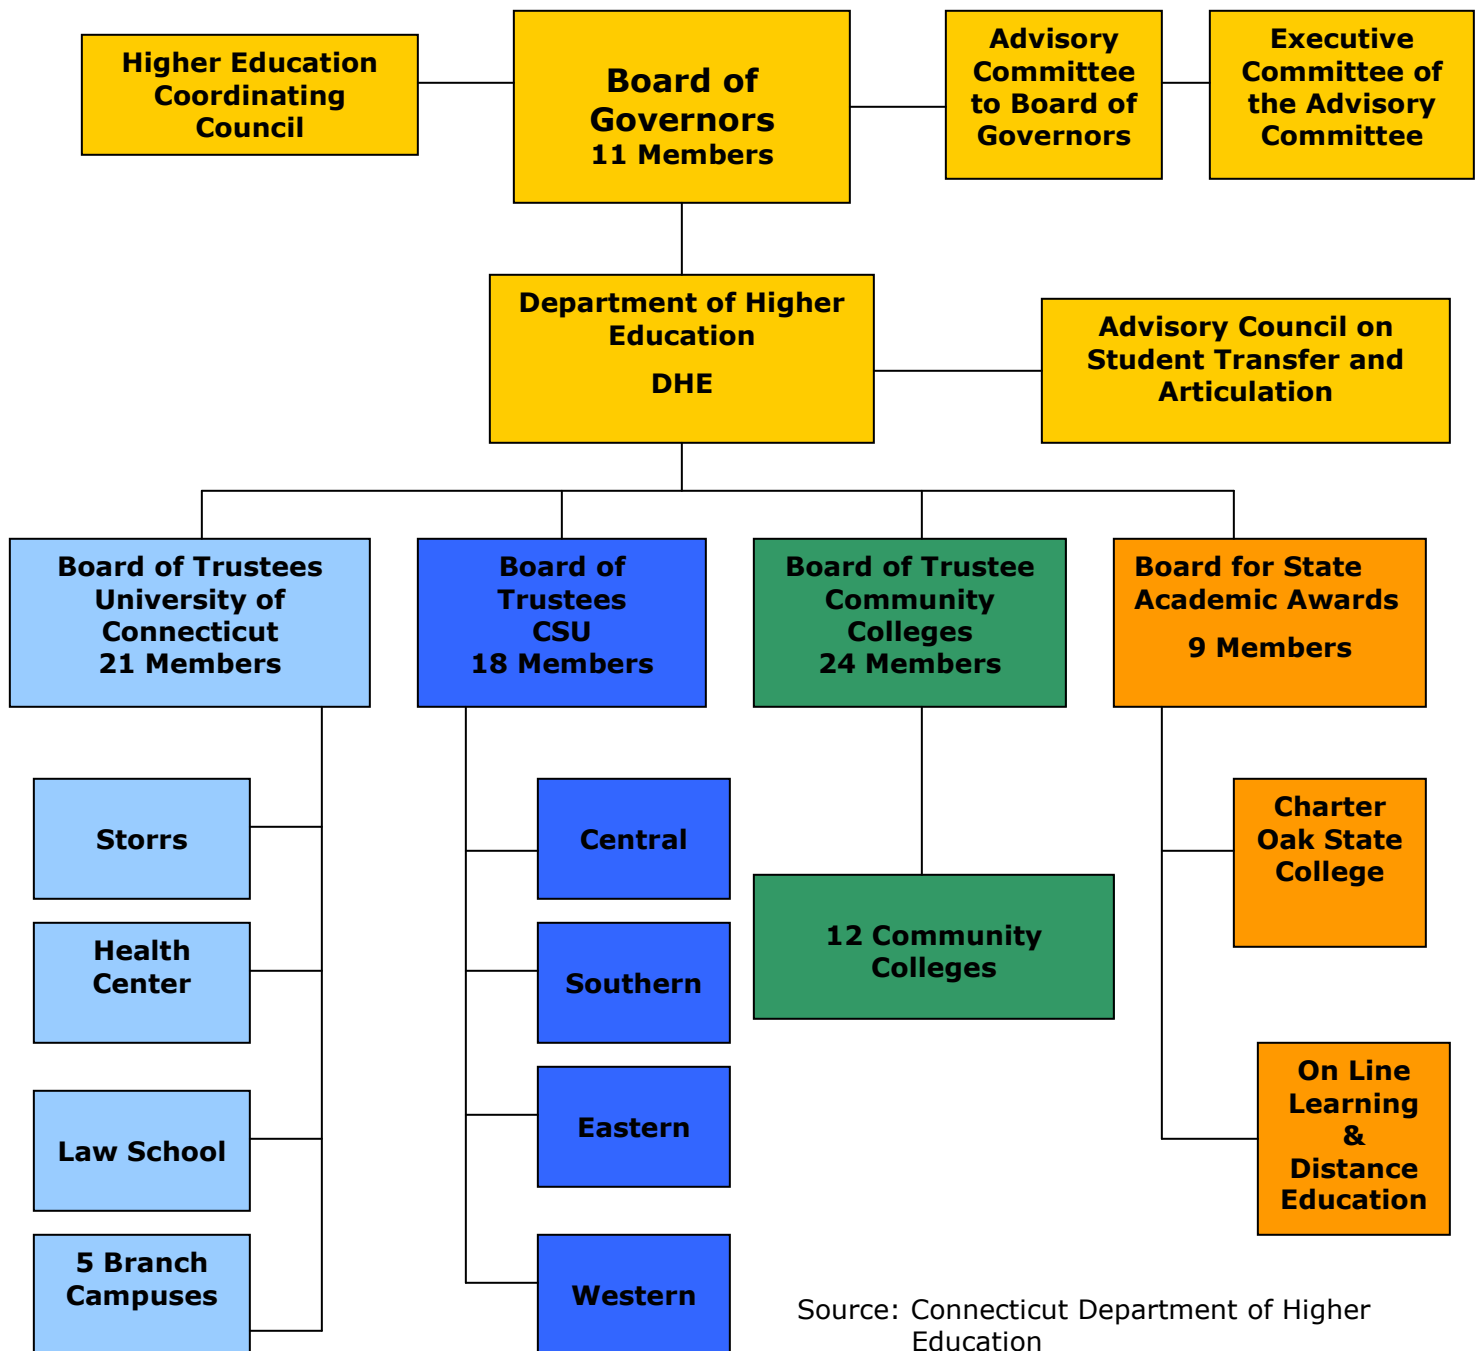 Higher Education
Coordinating
Council
Board of
Governors
11 Members
Advisory
Committee
to Board of
Governors
Executive
Committee of
the Advisory
Committee
Department of Higher
Education
DHE
Advisory Council on
Student Transfer and
Articulation
Board of Trustees
University of
Connecticut
21 Members
Board of
Trustees
CSU
18 Members
Board of Trustee
Community
Colleges
24 Members
Board for State
Academic Awards
9 Members
Storrs
Health
Center
Law School
5 Branch
Campuses
Central
Southern
Eastern
Western
12 Community
Colleges
Charter
Oak State
College
On Line
Learning
&
Distance
Education
Source: Connecticut Department of Higher
Education